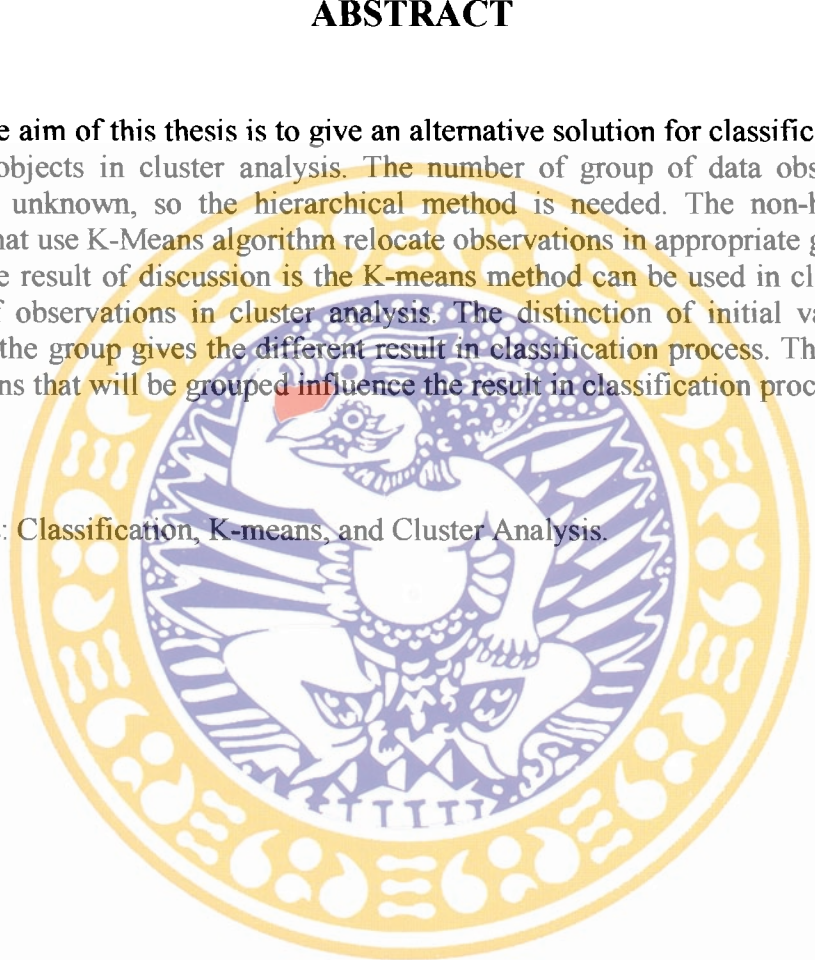 ABSTRACT
e aim of this thesis is to give an alternative solution for classific
objects in cluster analysis. The number of group of data obs
unknown, so the hierarchical method is needed. The non-h
hat use K-Means algorithm relocate observations in appropriate g
e result of discussion is the K-means method can be used in cl
f observations in cluster analysis. The distinction of initial va
the group gives the different result in classification process. Th
ns that will be grouped influence the result in classification proc
: Classification, K-means, and Cluster Analysis.